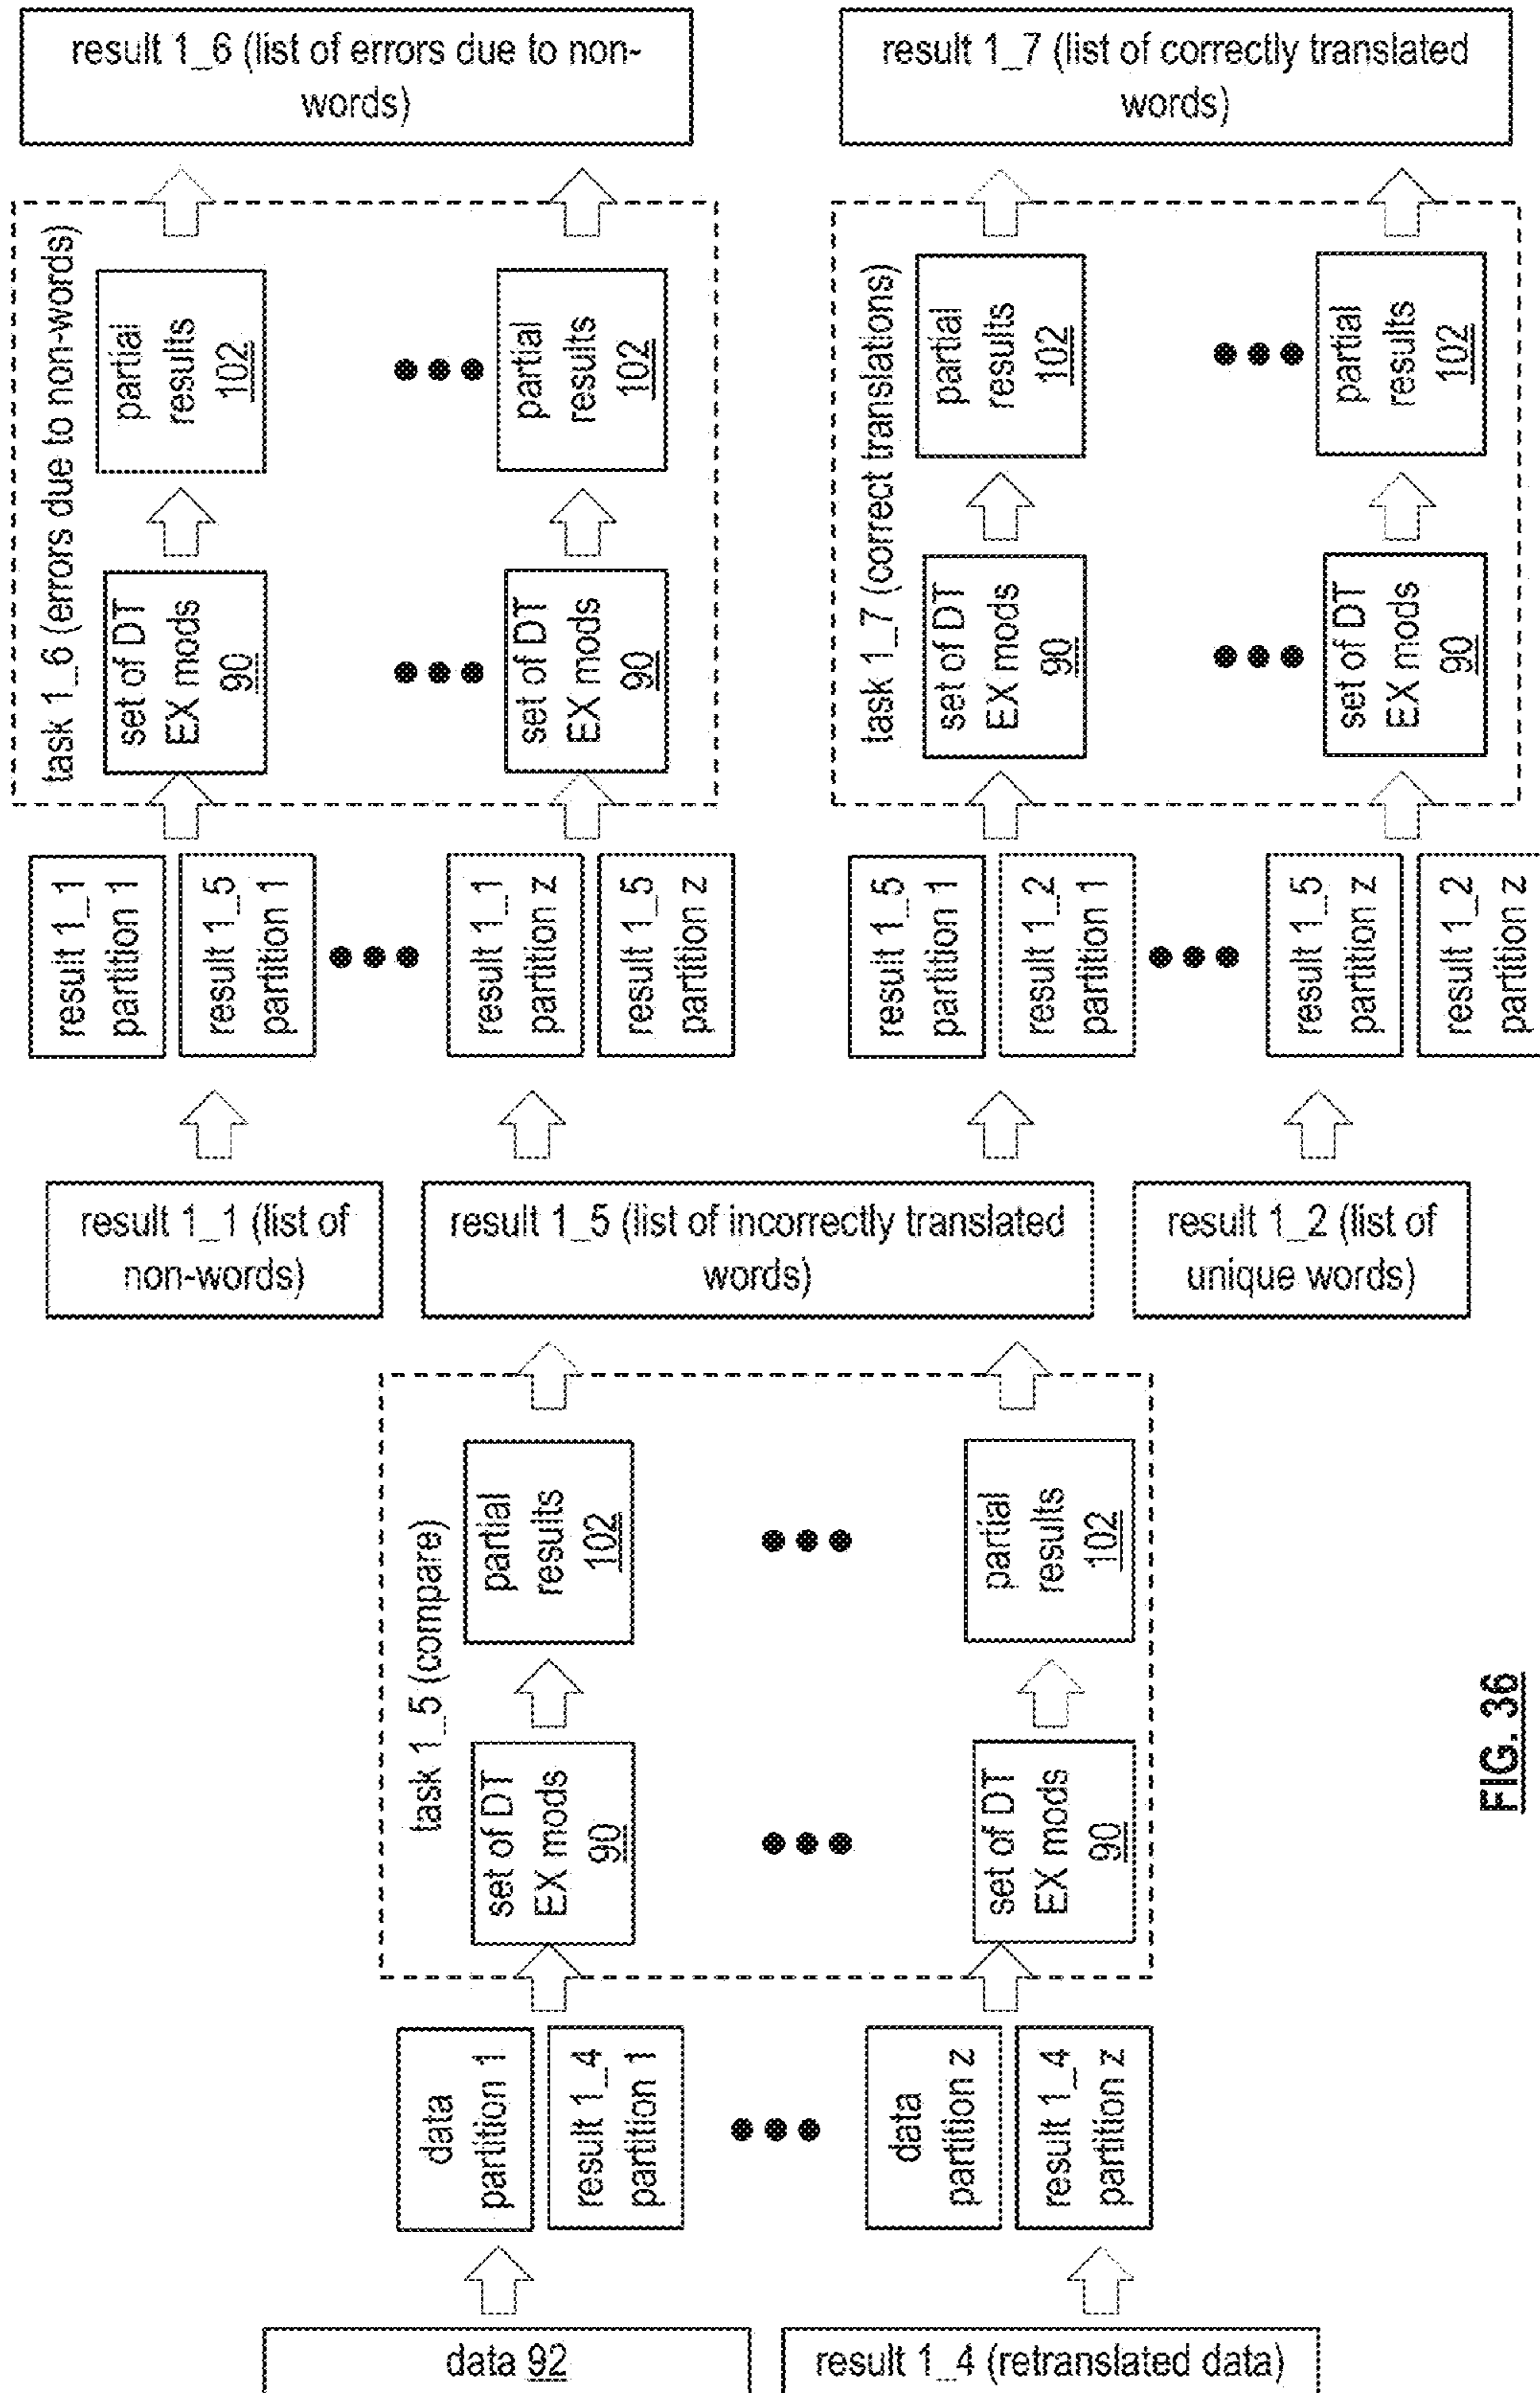 result 1_6 (list of errors due to non-
words)
result 1_7 (list of correctly translated
words)
task 1_6 (errors due to non-words)
partial
results
102
partial
results
102
set of DT
EX mods
90
set of DT
EX mods
90
task 1_7 (correct translations)
partial
results
102
partial
results
102
set of DT
EX mods
90
set of DT
EX mods
90
result 1_1
partition 1
result 1_5
partition 1
result 1_1
partition z
result 1_5
partition z
result 1_5
partition 1
result 1_2
partition 1
result 1_5
partition z
result 1_2
partition z
result 1_1 (list of
non-words)
result 1_5 (list of incorrectly translated
words)
result 1_2 (list of
unique words)
task 1_5 (compare)
partial
results
102
partial
results
102
set of DT
EX mods
90
set of DT
EX mods
90
data
partition 1
result 1_4
partition 1
data
partition z
result 1_4
partition z
data 92
result 1_4 (retranslated data)
FIG. 36